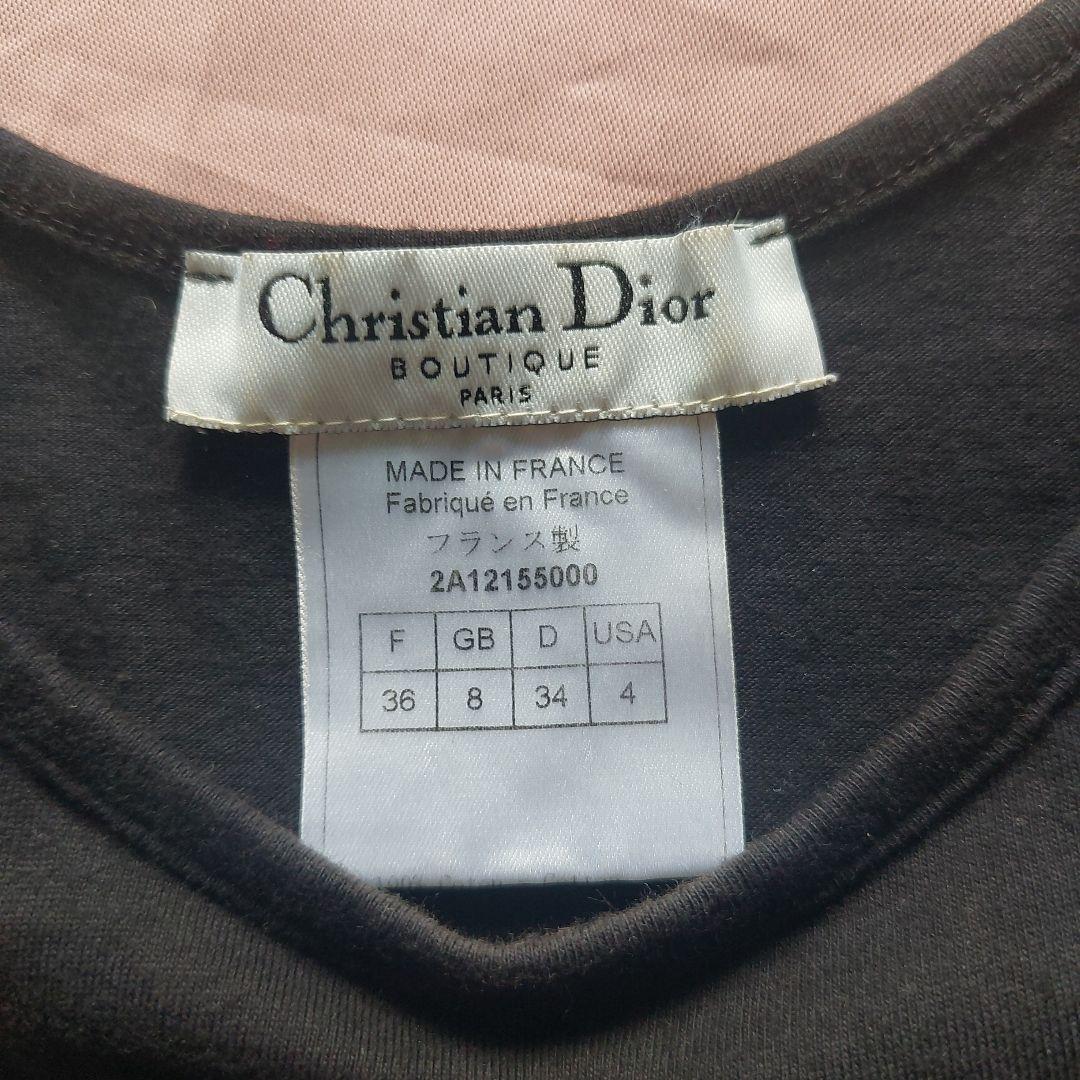 Christian Dior
BOUTIQUE
PARIS
MADE IN FRANCE
Fabriqué en France
フランス製
2A12155000
F GB D USA
36 8 34 4